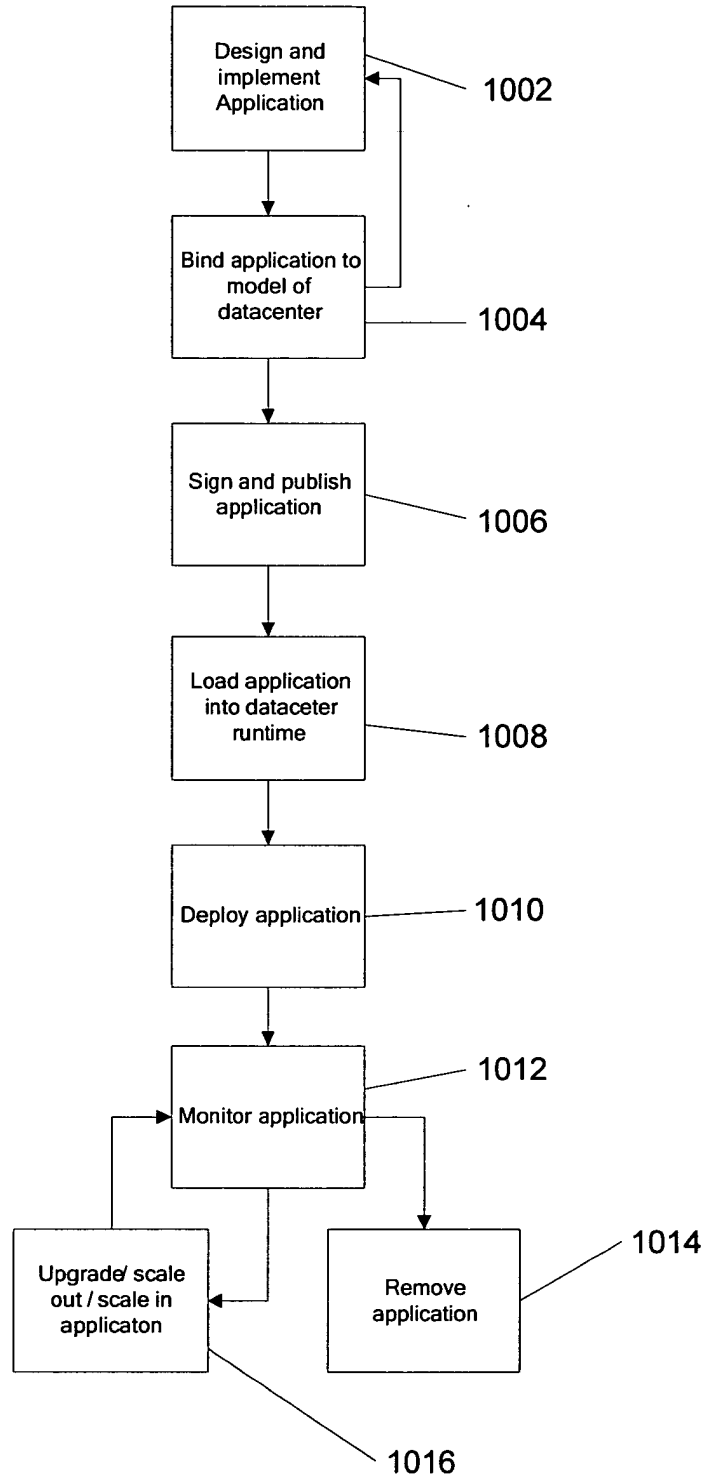 Design and
implement
Application
1002
Bind application to
model of
datacenter
1004
Sign and publish
application
1006
Load application
into dataceter
runtime
1008
Deploy application
1010
1012
Monitor application
1014
Upgrade/ scale
out / scale in
applicaton
Remove
application
1016